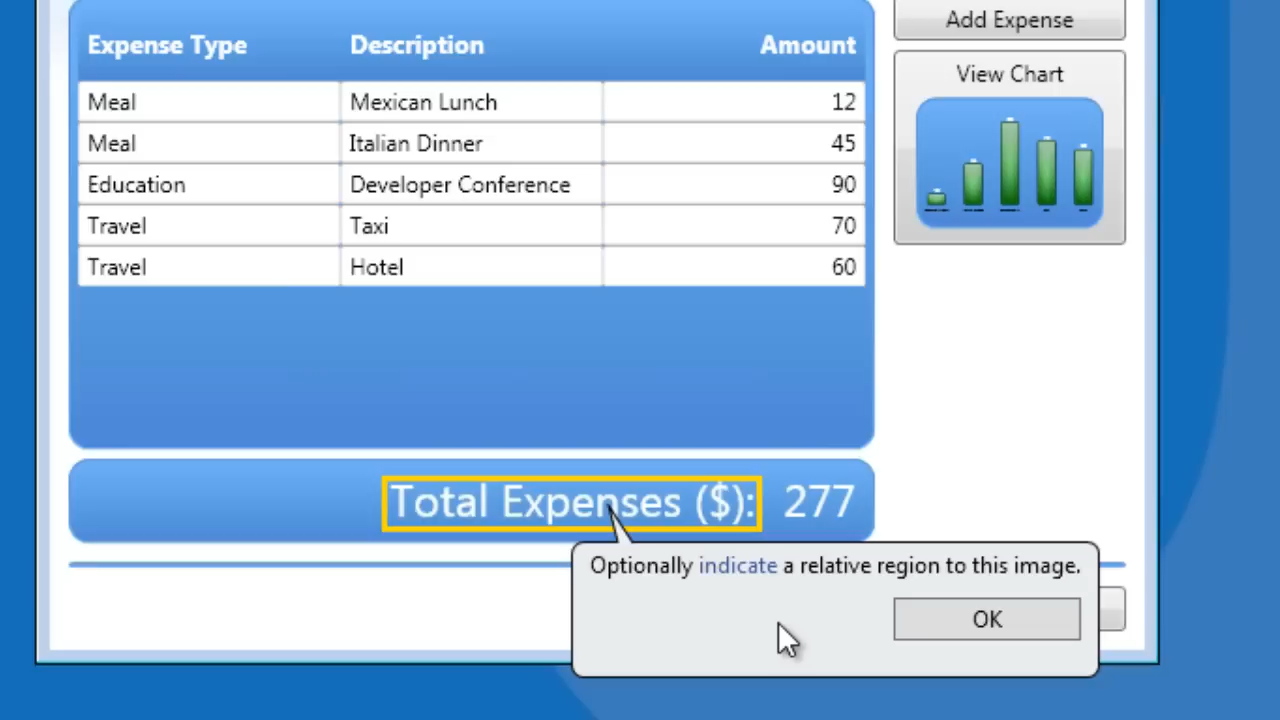 Add Expense
Expense Type Description Amount
View Chart
Meal Mexican Lunch 12
Meal Italian Dinner 45
Education Developer Conference 90
Travel Taxi 70
Travel Hotel 60
Total Expenses ($): 277
Optionally indicate a relative region to this image.
OK